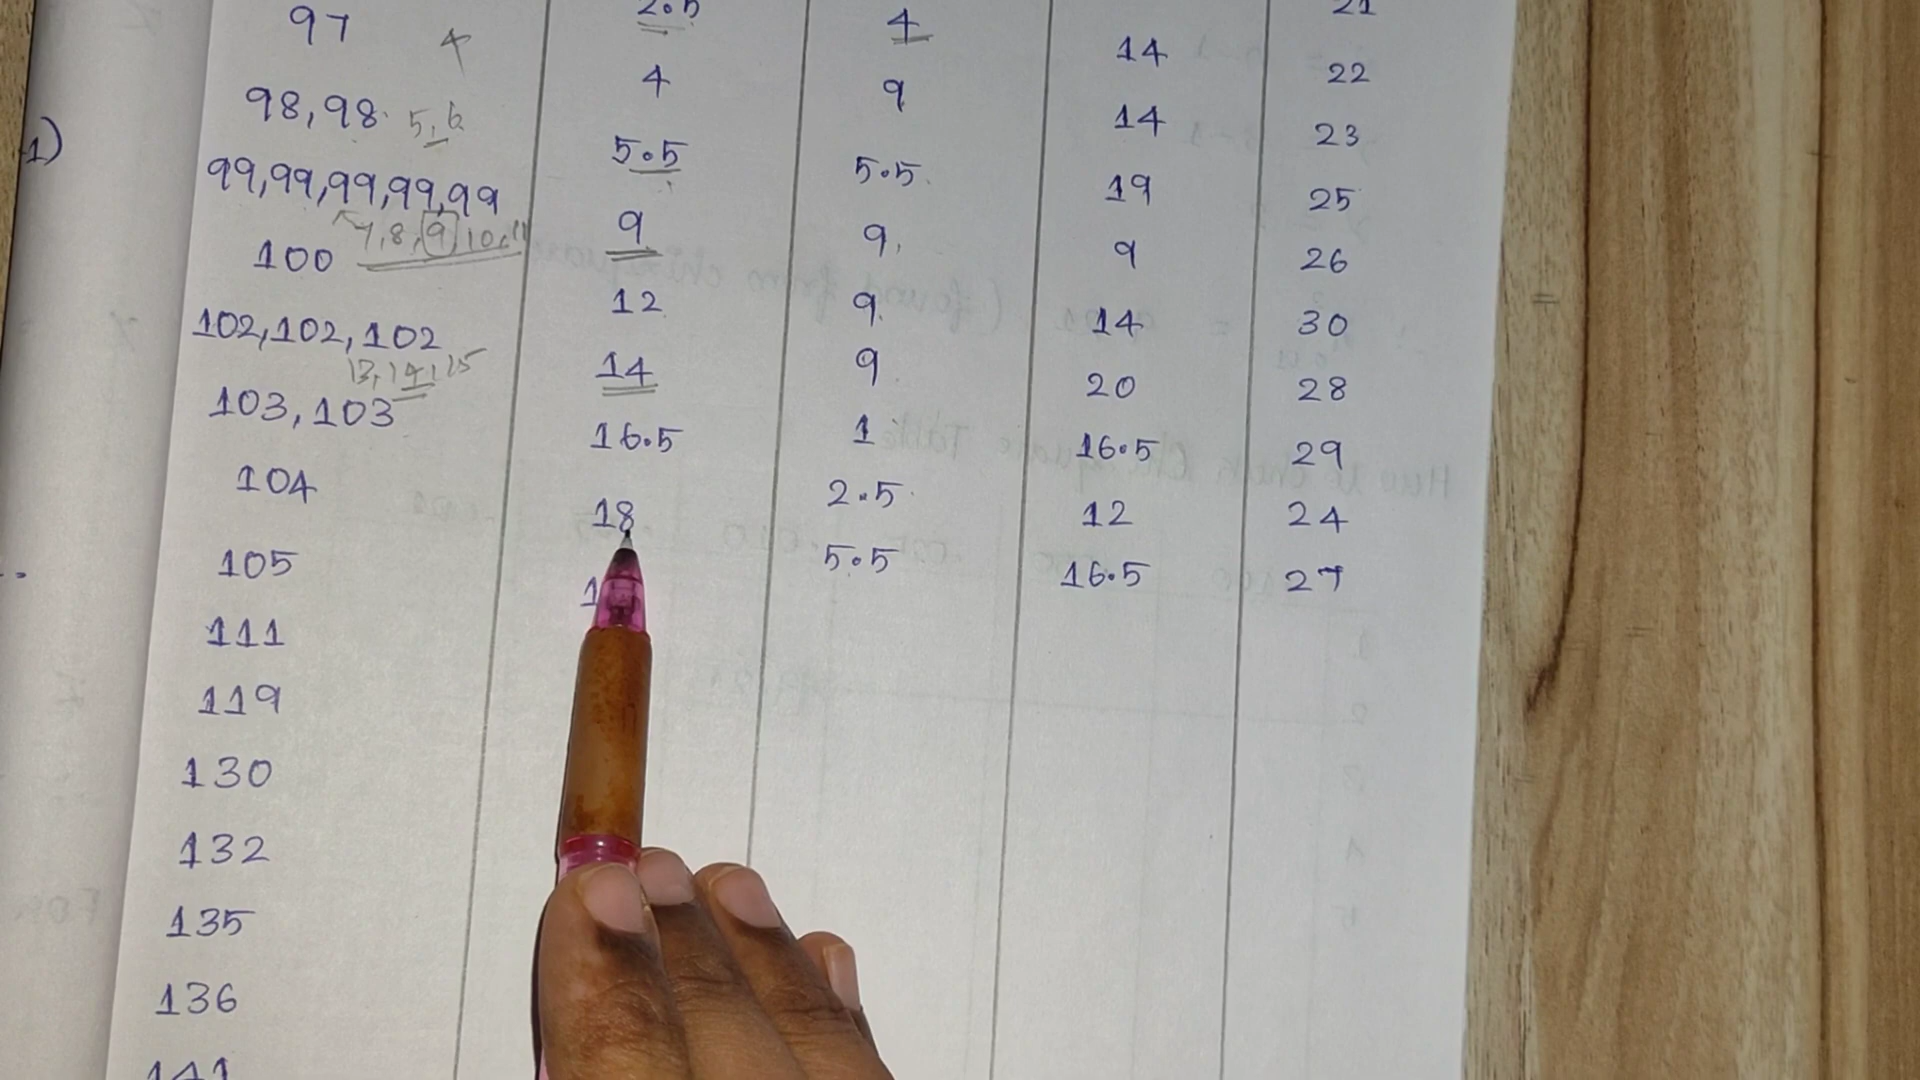 97 2.5 4 21
4 14
98,98 5,6 4 9 22
99,99,99,99,99 5.5 5.5 14 23
7,8,9,10,11
100 9 9 19 25
102,102,102 12 9 9 26
13,14,15
103,103 14 9 14 30
104 16.5 1 20 28
105 18 2.5 16.5 29
111 5.5 12 24
119 16.5 27
130
132
135
136
141
1)